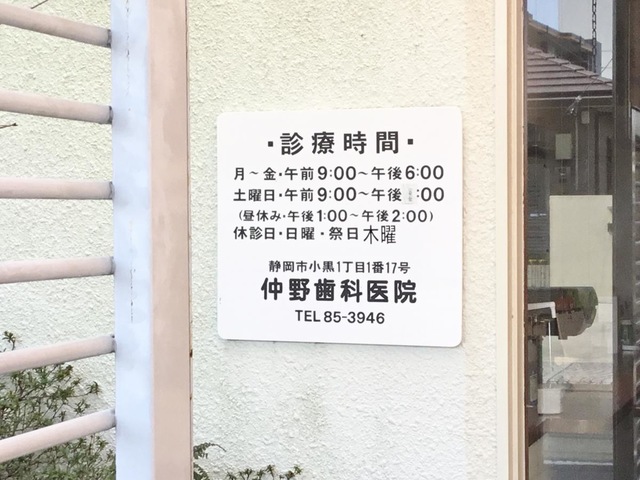 ・診療時間・
月～金・午前9:00～午後6:00
土曜日・午前9:00～午後 :00
(昼休み・午後1:00～午後2:00)
休診日・日曜・祭日 木曜
静岡市小黒1丁目1番17号
仲野歯科医院
TEL 85-3946